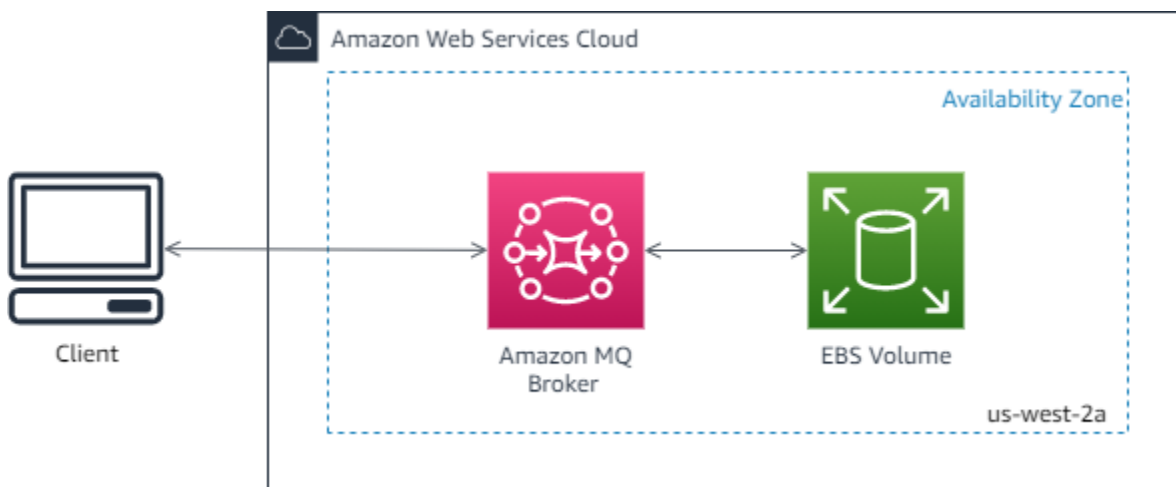 Amazon Web Services Cloud
Availability Zone
Client
Amazon MQ
Broker
EBS Volume
us-west-2a